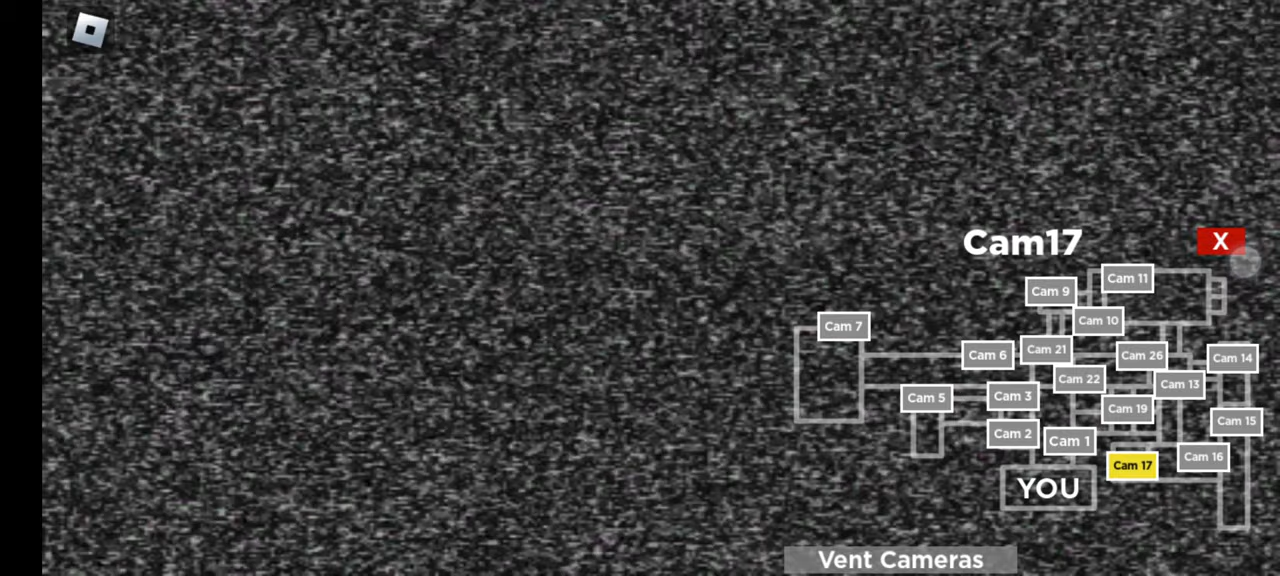 Cam17
X
Cam 11
Cam 9
Cam 10
Cam 7
Cam 21
Cam 6
Cam 26
Cam 14
Cam 22
Cam 13
Cam 3
Cam 5
Cam 19
Cam 15
Cam 2
Cam 1
Cam 16
Cam 17
YOU
Vent Cameras